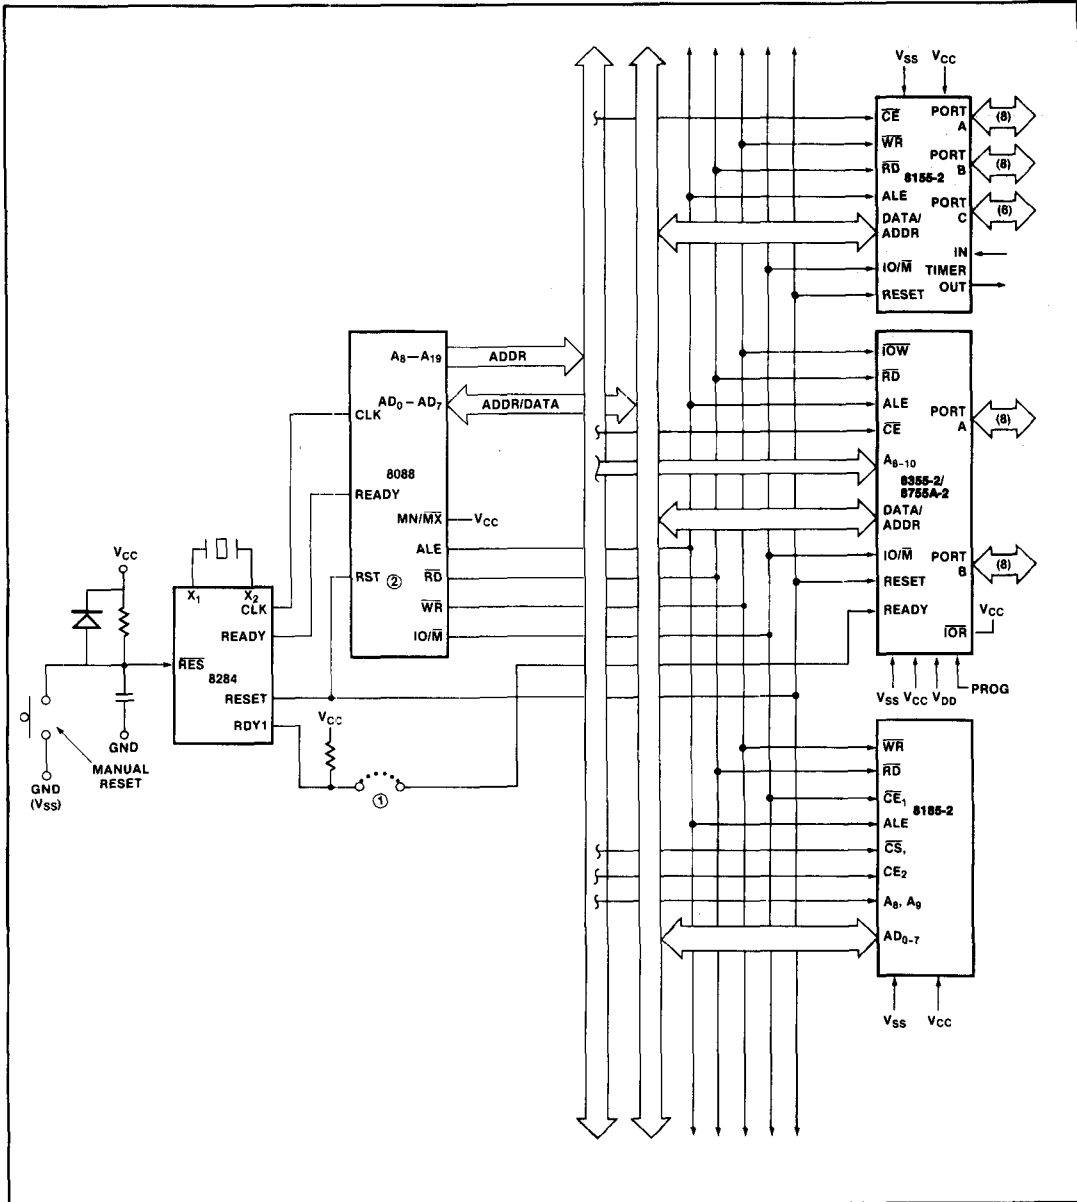 VSS VCC
CE
WR
RD
ALE
DATA/
ADDR
IO/M
RESET
8155-2
PORT
A
(8)
PORT
B
(8)
PORT
C
(6)
IN
TIMER
OUT
A8—A19
ADDR
AD0—AD7
ADDR/DATA
CLK
8088
READY
MN/MX
VCC
ALE
RST ②
RD
WR
IO/M
IOW
RD
ALE
CE
A8-10
8355-2/
8755A-2
DATA/
ADDR
IO/M
RESET
READY
PORT
A
(8)
PORT
B
(8)
VCC
IOR
VSS VCC VDD PROG
VCC
X1 X2
CLK
READY
RES
8284
RESET
RDY1
GND
MANUAL
RESET
GND
(VSS)
VCC
①
WR
RD
CE1
8185-2
ALE
CS,
CE2
A8, A9
AD0-7
VSS VCC